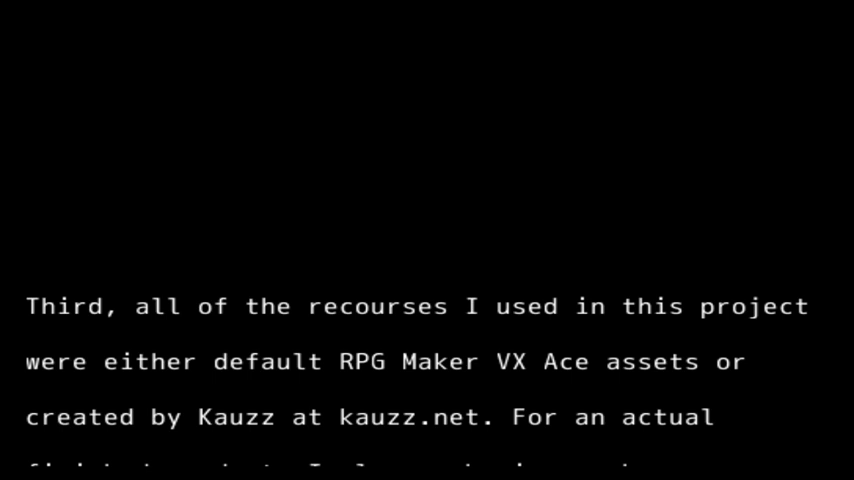 Third, all of the recourses I used in this project
were either default RPG Maker VX Ace assets or
created by Kauzz at kauzz.net. For an actual